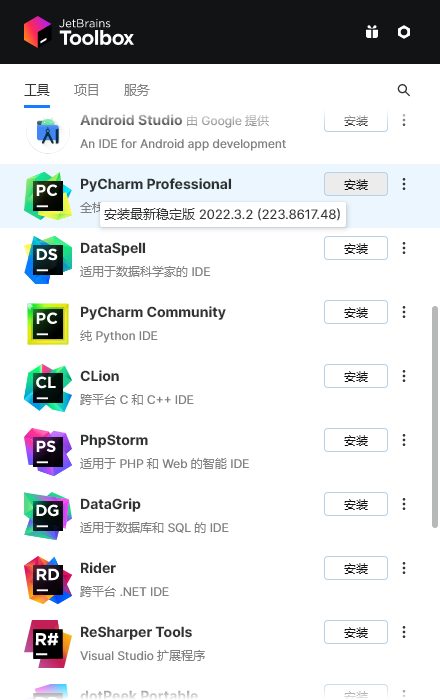 JetBrains
Toolbox
工具 项目 服务
Android Studio 由 Google 提供 安装
An IDE for Android app development
PC PyCharm Professional 安装
全栈
安装最新稳定版 2022.3.2 (223.8617.48)
DS DataSpell 安装
适用于数据科学家的 IDE
PC PyCharm Community 安装
纯 Python IDE
CL CLion 安装
跨平台 C 和 C++ IDE
PS PhpStorm 安装
适用于 PHP 和 Web 的智能 IDE
DG DataGrip 安装
适用于数据库和 SQL 的 IDE
RD Rider 安装
跨平台 .NET IDE
R# ReSharper Tools 安装
Visual Studio 扩展程序
dotPeek Portable 安装